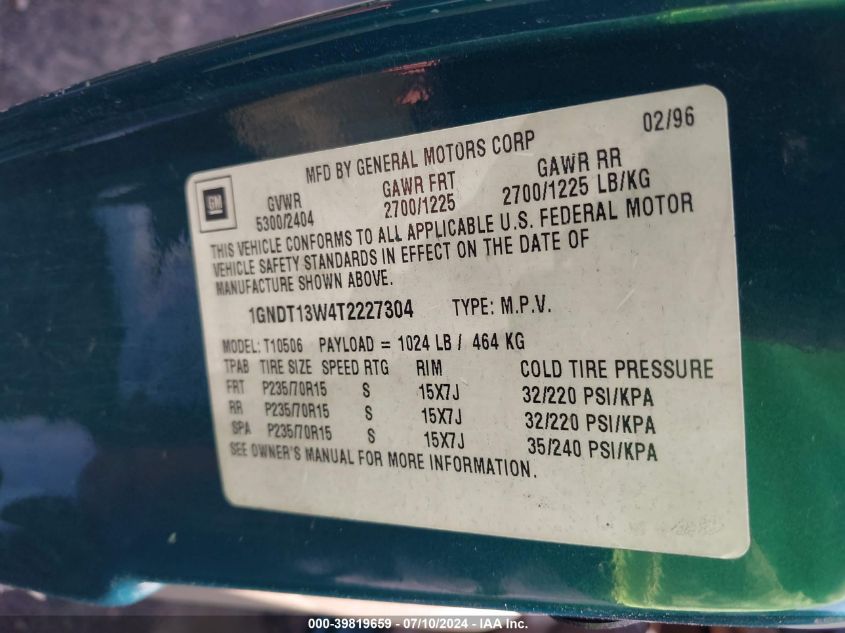 02/96
MFD BY GENERAL MOTORS CORP
GM
GVWR GAWR FRT GAWR RR
5300/2404 2700/1225 2700/1225 LB/KG
THIS VEHICLE CONFORMS TO ALL APPLICABLE U.S. FEDERAL MOTOR
VEHICLE SAFETY STANDARDS IN EFFECT ON THE DATE OF
MANUFACTURE SHOWN ABOVE.
1GNDT13W4T2227304 TYPE: M.P.V.
MODEL: T10506 PAYLOAD = 1024 LB / 464 KG
TPAB TIRE SIZE SPEED RTG RIM COLD TIRE PRESSURE
FRT P235/70R15 S 15X7J 32/220 PSI/KPA
RR P235/70R15 S 15X7J 32/220 PSI/KPA
SPA P235/70R15 S 15X7J 35/240 PSI/KPA
SEE OWNER'S MANUAL FOR MORE INFORMATION.
000-39819659 - 07/10/2024 - IAA Inc.